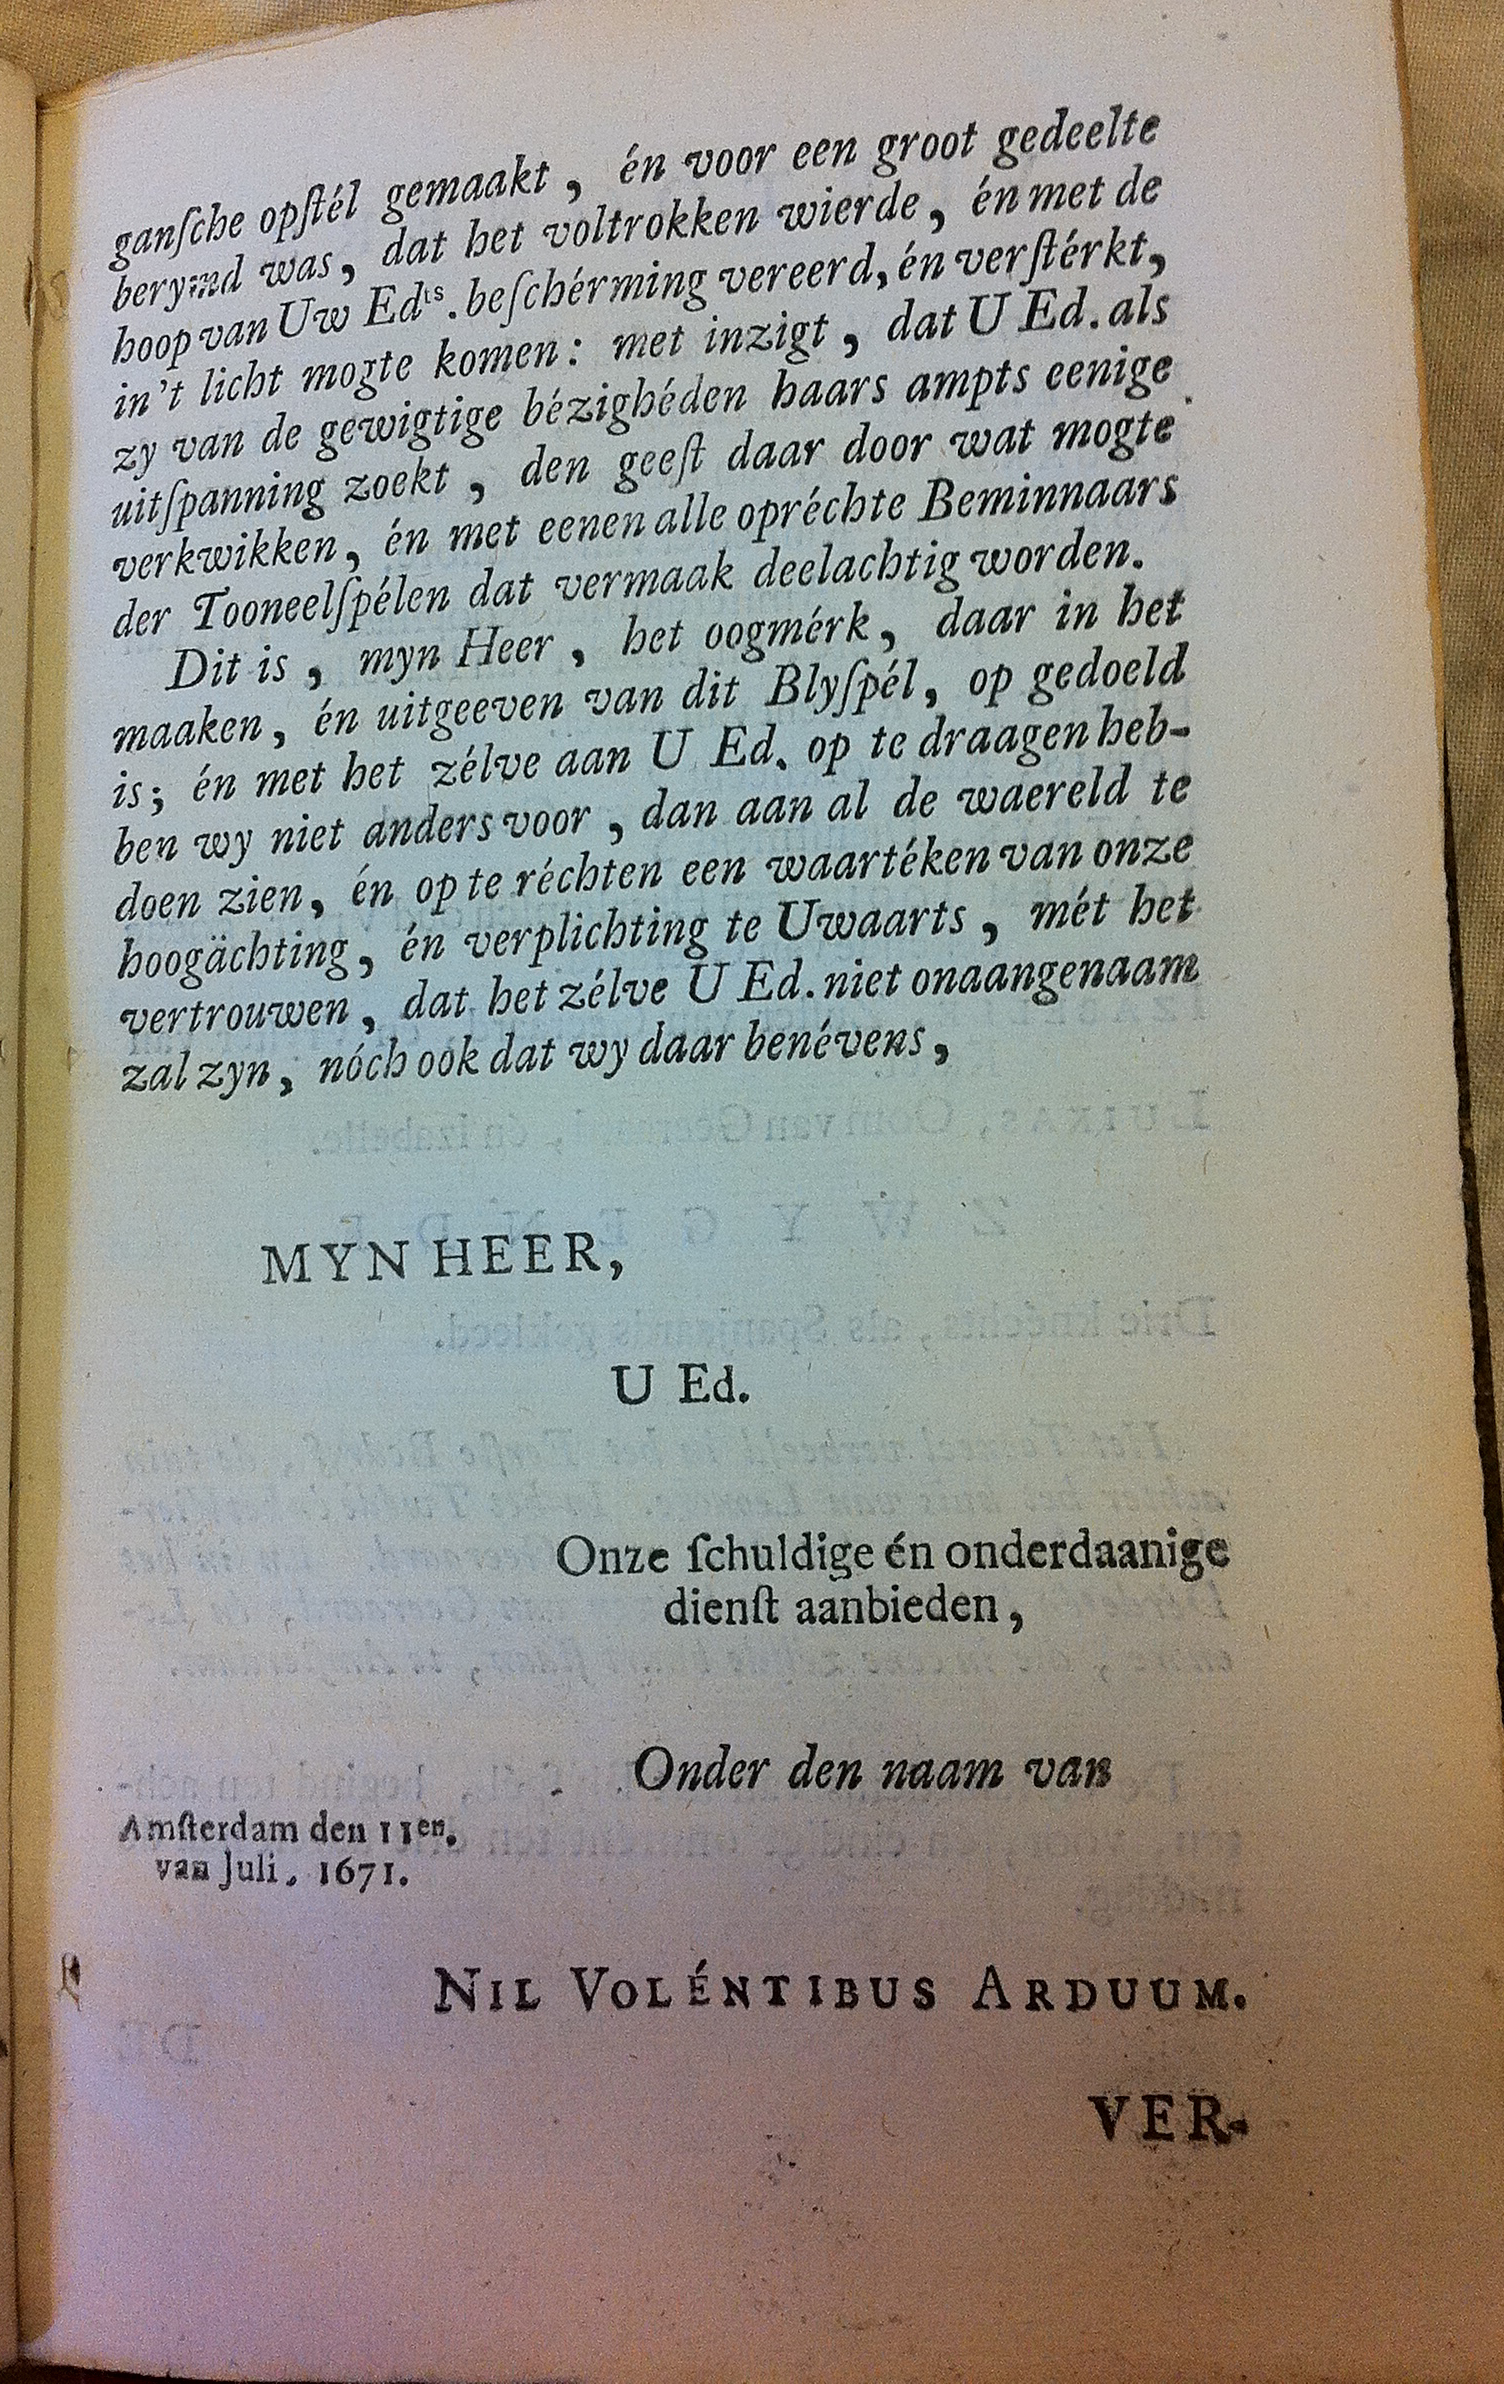 ganſche opſtél gemaakt, én voor een groot gedeelte
berymd was, dat het voltrokken wierde, én met de
hoop van Uw Edts. beſchérming vereerd, én verſtérkt,
in't licht mogte komen: met inzigt, dat U Ed. als
zy van de gewigtige bézighéden haars ampts eenige
uitſpanning zoekt, den geeſt daar door wat mogte
verkwikken, én met eenen alle opréchte Beminnaars
der Tooneelſpélen dat vermaak deelachtig worden.
Dit is, myn Heer, het oogmérk, daar in het
maaken, én uitgeeven van dit Blyſpél, op gedoeld
is; én met het zélve aan U Ed. op te draagen heb-
ben wy niet anders voor, dan aan al de waereld te
doen zien, én op te réchten een waartéken van onze
hoogächting, én verplichting te Uwaarts, mét het
vertrouwen, dat het zélve U Ed. niet onaangenaam
zal zyn, nóch ook dat wy daar benévens,
MYN HEER,
U Ed.
Onze ſchuldige én onderdaanige
dienſt aanbieden,
Onder den naam van
Amſterdam den 11en.
van Juli. 1671.
NIL VOLÉNTIBUS ARDUUM.
VER-